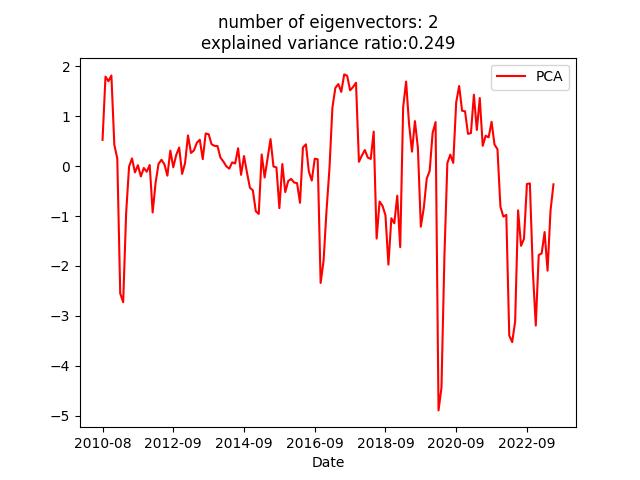 number of eigenvectors: 2
explained variance ratio:0.249
PCA
2
1
0
−1
−2
−3
−4
−5
2010-08 2012-09 2014-09 2016-09 2018-09 2020-09 2022-09
Date